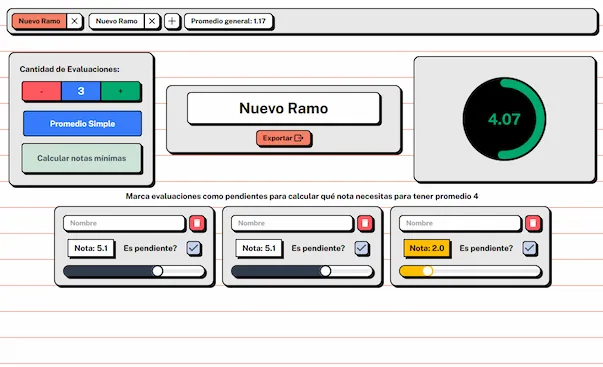 Nuevo Ramo × Nuevo Ramo × + Promedio general: 1.17
Cantidad de Evaluaciones:
- 3 +
Promedio Simple
Calcular notas mínimas
Nuevo Ramo
Exportar
4.07
Marca evaluaciones como pendientes para calcular qué nota necesitas para tener promedio 4
Nombre
Nota: 5.1 Es pendiente?
Nombre
Nota: 5.1 Es pendiente?
Nombre
Nota: 2.0 Es pendiente?